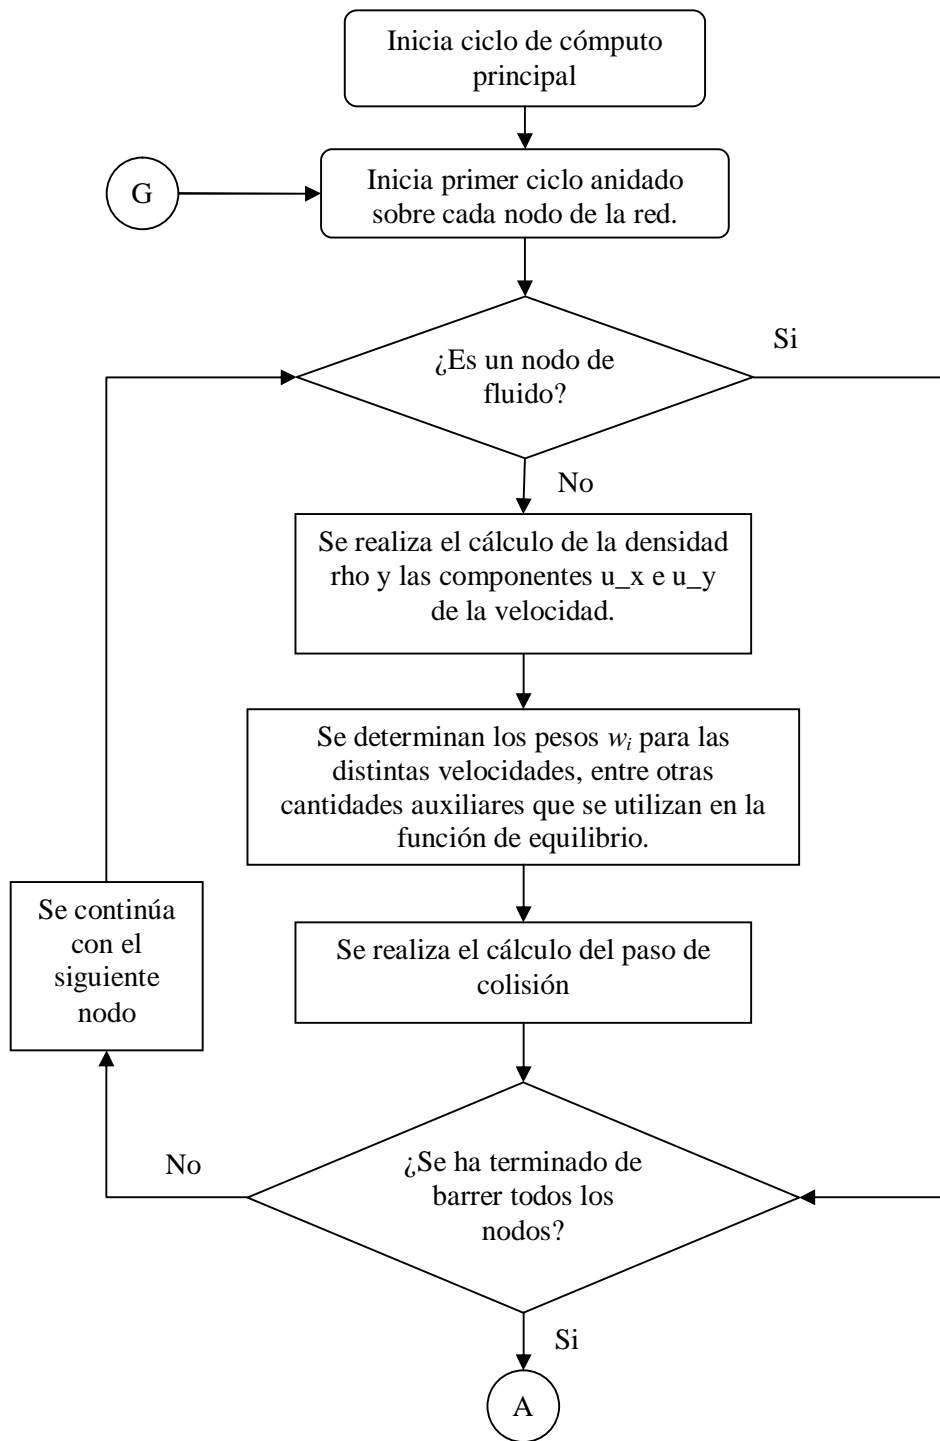 Inicia ciclo de cómputo
principal
G
Inicia primer ciclo anidado
sobre cada nodo de la red.
¿Es un nodo de
fluido?
Si
No
Se realiza el cálculo de la densidad
rho y las componentes u_x e u_y
de la velocidad.
Se determinan los pesos wᵢ para las
distintas velocidades, entre otras
cantidades auxiliares que se utilizan en la
función de equilibrio.
Se continúa
con el
siguiente
nodo
Se realiza el cálculo del paso de
colisión
No
¿Se ha terminado de
barrer todos los
nodos?
Si
A